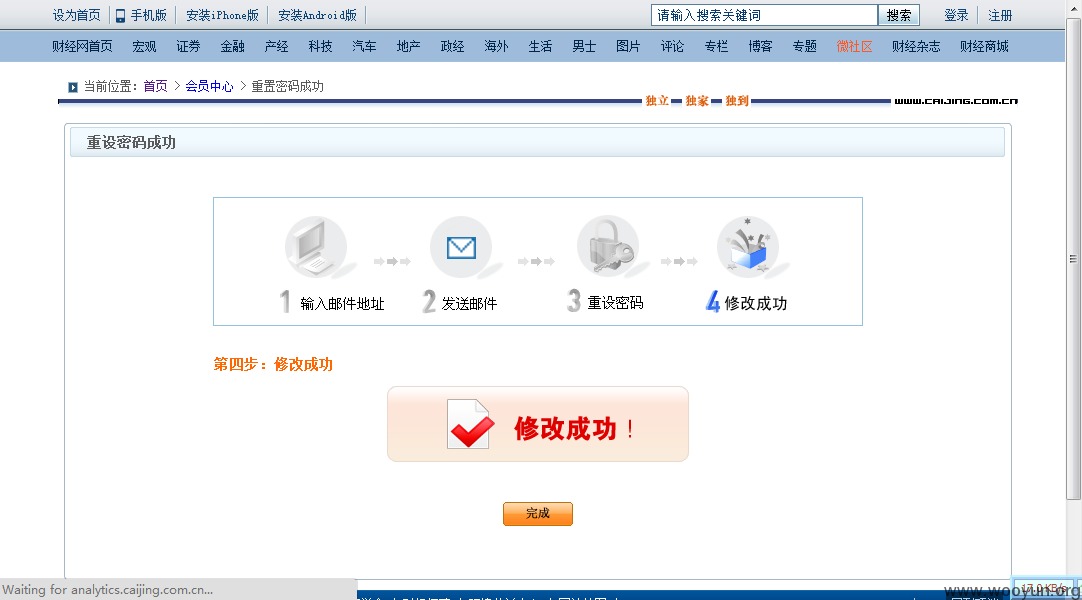 设为首页 手机版 安装iPhone版 安装Android版 请输入搜索关键词 搜索 登录 注册
财经网首页 宏观 证券 金融 产经 科技 汽车 地产 政经 海外 生活 男士 图片 评论 专栏 博客 专题 微社区 财经杂志 财经商城
当前位置：首页 > 会员中心 > 重置密码成功
独立 独家 独到 www.caijing.com.cn
重设密码成功
1 输入邮件地址 2 发送邮件 3 重设密码 4 修改成功
第四步：修改成功
修改成功！
完成
Waiting for analytics.caijing.com.cn...
www.wooyun.org